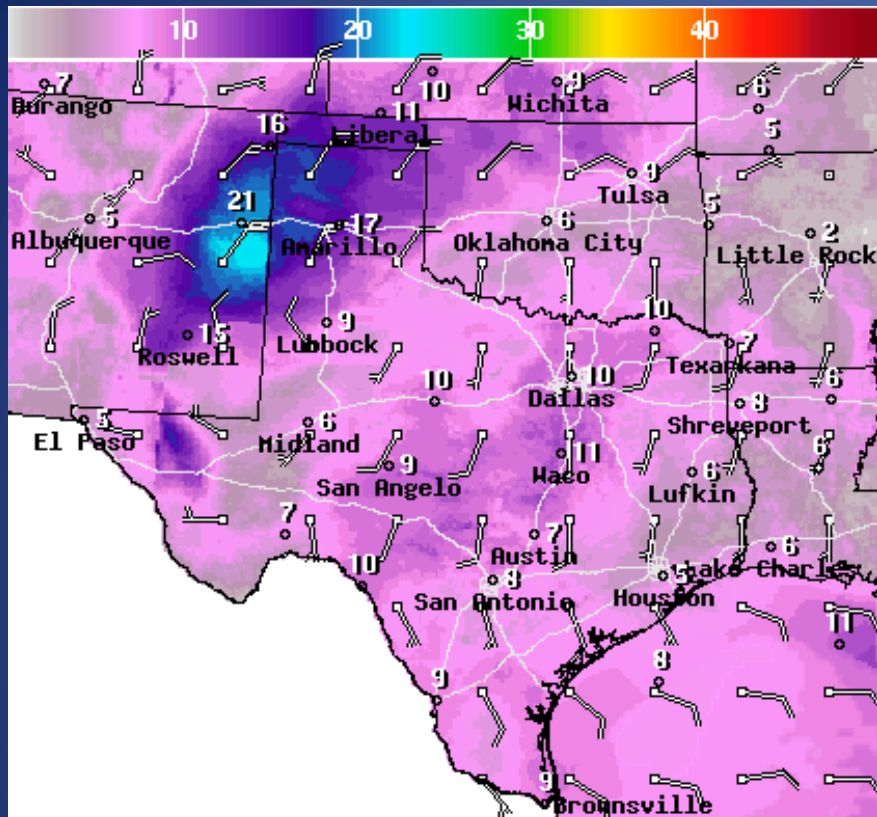 10 20 30 40
7 10 9 6
Durango Wichita
11
Liberal
16 5
9
Tulsa
5 21 17 6 5 2
Albuquerque Amarillo Oklahoma City Little Rock
15 9 10 7
Roswell Lubbock Texarkana
10 10 6
Dallas
5 6 8
El Paso Midland Shreveport
9 11 6 6
San Angelo Waco Lufkin
7 7 6
Austin Lake Charles
10 8 5
San Antonio Houston
11
9 8
9
Brownsville